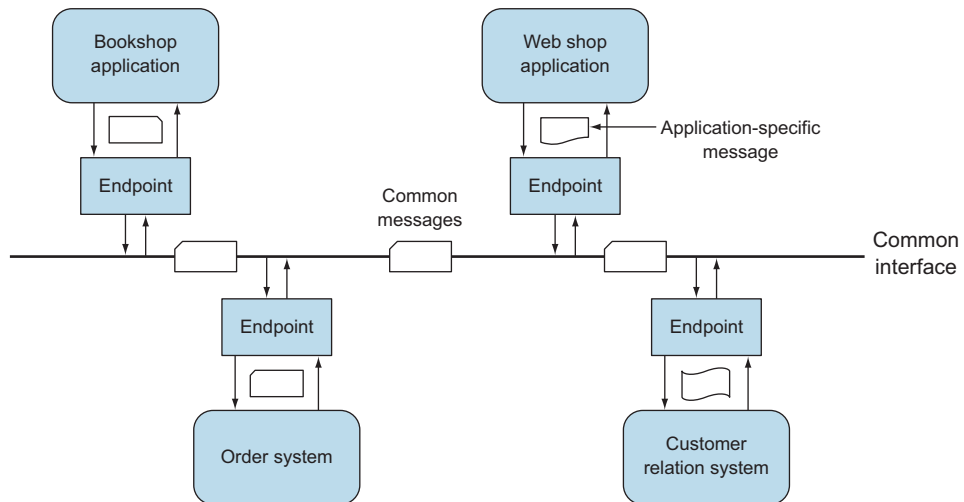 Bookshop
application
Web shop
application
Application-specific
message
Endpoint
Endpoint
Common
messages
Common
interface
Endpoint
Endpoint
Order system
Customer
relation system